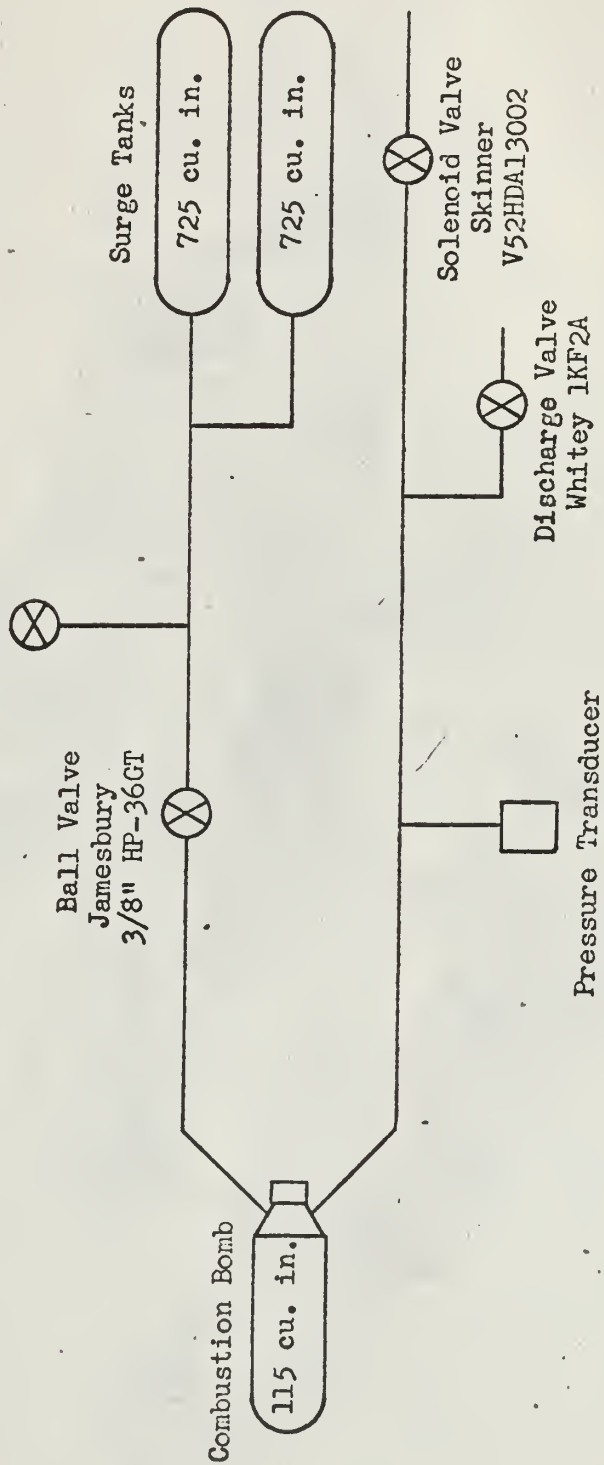 Surge Tanks
725 cu. in.
725 cu. in.
Ball Valve
Jamesbury
3/8" HP-36GT
Combustion Bomb
115 cu. in.
Solenoid Valve
Skinner
V52HDA13002
Discharge Valve
Whitey 1KF2A
Pressure Transducer